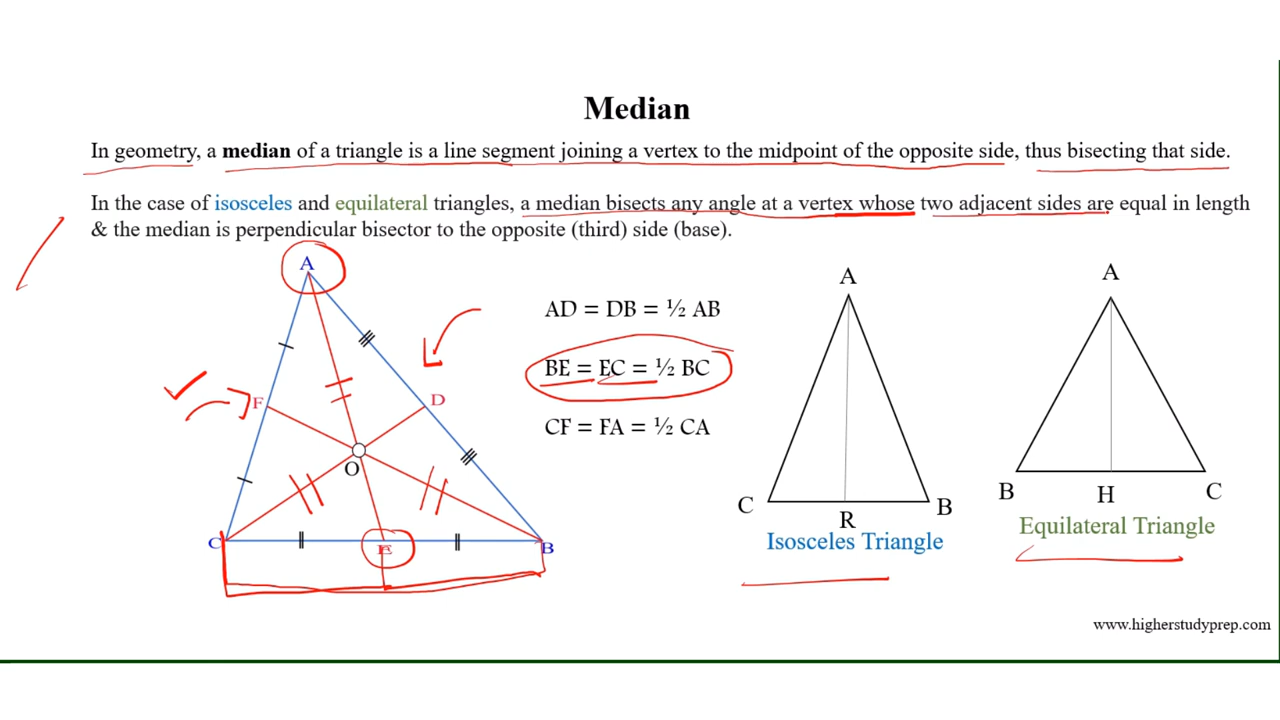 Median
In geometry, a median of a triangle is a line segment joining a vertex to the midpoint of the opposite side, thus bisecting that side.
In the case of isosceles and equilateral triangles, a median bisects any angle at a vertex whose two adjacent sides are equal in length
& the median is perpendicular bisector to the opposite (third) side (base).
A
F
D
O
C
E
B
AD = DB = ½ AB
BE = EC = ½ BC
CF = FA = ½ CA
A
C
R
B
Isosceles Triangle
A
B
H
C
Equilateral Triangle
www.higherstudyprep.com